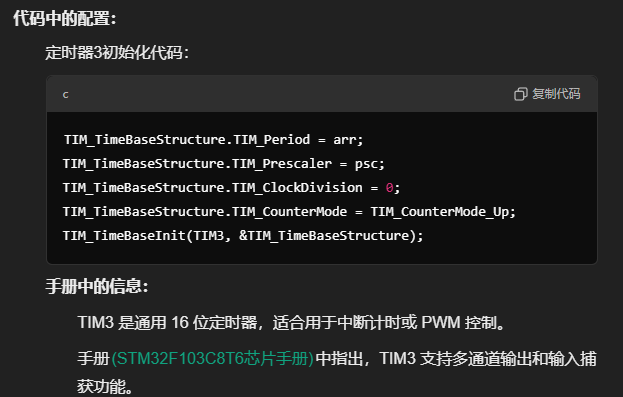 代码中的配置：
定时器3初始化代码：
c
复制代码
TIM_TimeBaseStructure.TIM_Period = arr;
TIM_TimeBaseStructure.TIM_Prescaler = psc;
TIM_TimeBaseStructure.TIM_ClockDivision = 0;
TIM_TimeBaseStructure.TIM_CounterMode = TIM_CounterMode_Up;
TIM_TimeBaseInit(TIM3, &TIM_TimeBaseStructure);
手册中的信息：
TIM3 是通用 16 位定时器，适合用于中断计时或 PWM 控制。
手册(STM32F103C8T6芯片手册)中指出，TIM3 支持多通道输出和输入捕
获功能。